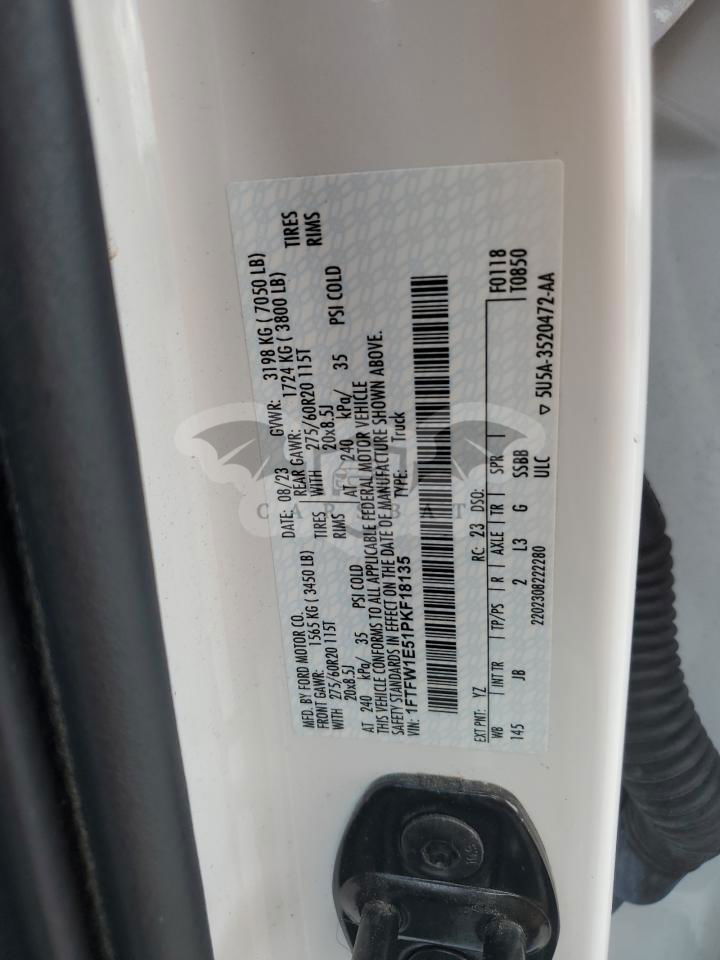 MFD. BY FORD MOTOR CO. DATE: 08/23 GVWR: 3198 KG ( 7050 LB)
FRONT GAWR: 1565 KG ( 3450 LB) REAR GAWR: 1724 KG ( 3800 LB)
WITH 275/60R20 115T TIRES WITH 275/60R20 115T TIRES
20x8.5J RIMS 20x8.5J RIMS
AT 240 kPa/ 35 PSI COLD AT 240 kPa/ 35 PSI COLD
THIS VEHICLE CONFORMS TO ALL APPLICABLE FEDERAL MOTOR VEHICLE
SAFETY STANDARDS IN EFFECT ON THE DATE OF MANUFACTURE SHOWN ABOVE.
VIN: 1FTFW1E51PKF18135 TYPE: Truck
EXT PNT: YZ RC: 23 DSO: F0118
WB INT TR TP/PS R AXLE TR SPR T0850
145 JB 2 L3 G SSBB
2202308222280 ULC 5U5A-3520472-AA
CARSBAT